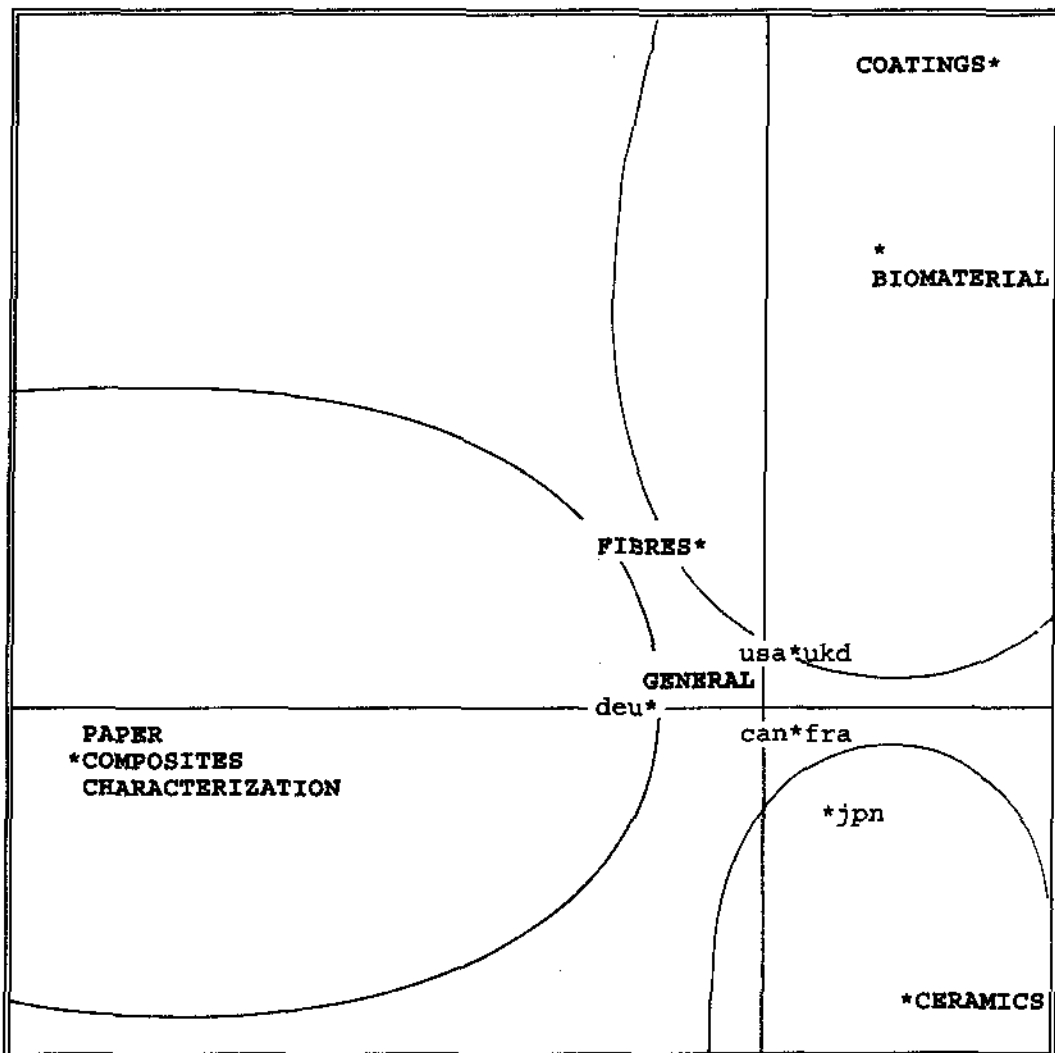 COATINGS*
*
BIOMATERIAL
FIBRES*
usa*ukd
GENERAL
deu*
PAPER
*COMPOSITES
CHARACTERIZATION
can*fra
*jpn
*CERAMICS